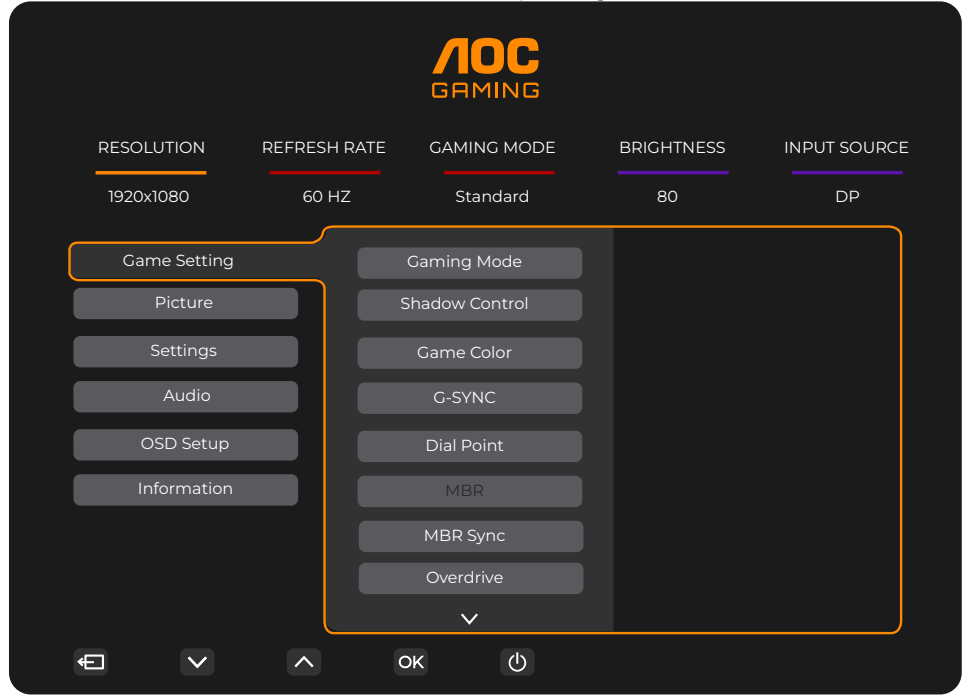 AOC
GAMING
RESOLUTION REFRESH RATE GAMING MODE BRIGHTNESS INPUT SOURCE
1920x1080 60 HZ Standard 80 DP
Game Setting
Picture
Settings
Audio
OSD Setup
Information
Gaming Mode
Shadow Control
Game Color
G-SYNC
Dial Point
MBR
MBR Sync
Overdrive
OK